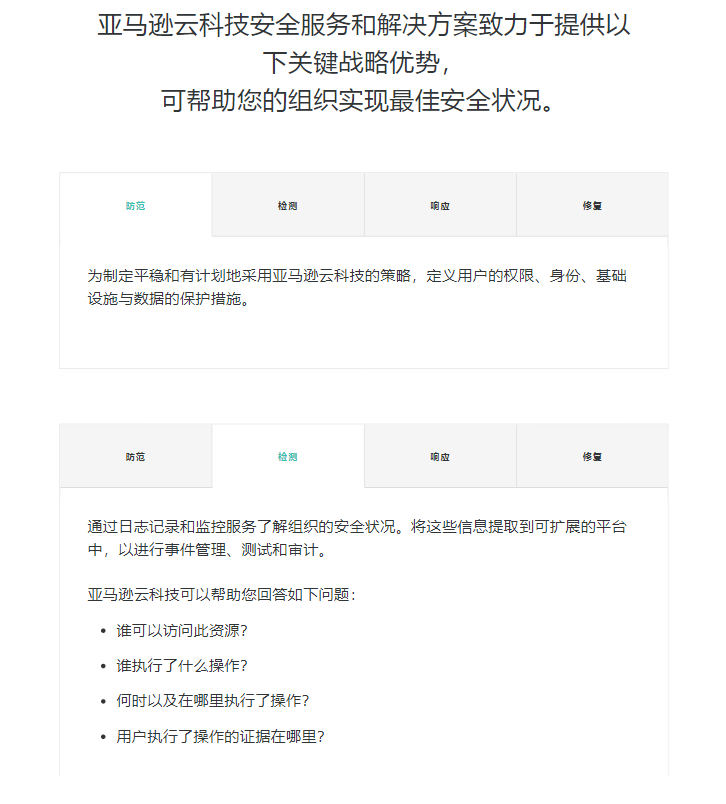 亚马逊云科技安全服务和解决方案致力于提供以
下关键战略优势，
可帮助您的组织实现最佳安全状况。
防范 检测 响应 修复
为制定平稳和有计划地采用亚马逊云科技的策略，定义用户的权限、身份、基础
设施与数据的保护措施。
防范 检测 响应 修复
通过日志记录和监控服务了解组织的安全状况。将这些信息提取到可扩展的平台
中，以进行事件管理、测试和审计。
亚马逊云科技可以帮助您回答如下问题：
• 谁可以访问此资源？
• 谁执行了什么操作？
• 何时以及在哪里执行了操作？
• 用户执行了操作的证据在哪里？